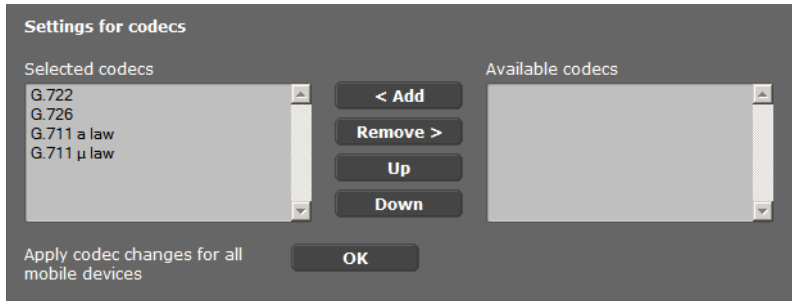 Settings for codecs
Selected codecs
Available codecs
G.722
G.726
G.711 a law
G.711 μ law
< Add
Remove >
Up
Down
Apply codec changes for all
mobile devices
OK